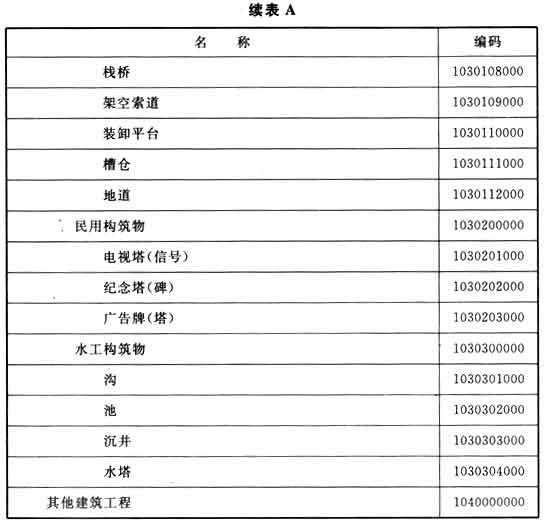 续表 A
名 称 编码
栈桥 1030108000
架空索道 1030109000
装卸平台 1030110000
槽仓 1030111000
地道 1030112000
民用构筑物 1030200000
电视塔(信号) 1030201000
纪念塔(碑) 1030202000
广告牌(塔) 1030203000
水工构筑物 1030300000
沟 1030301000
池 1030302000
沉井 1030303000
水塔 1030304000
其他建筑工程 1040000000